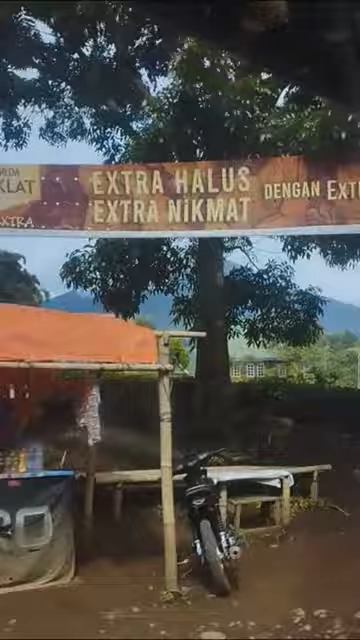 KLAT
EXTRA HALUS
EXTRA NIKMAT
DENGAN EXT
EXTRA